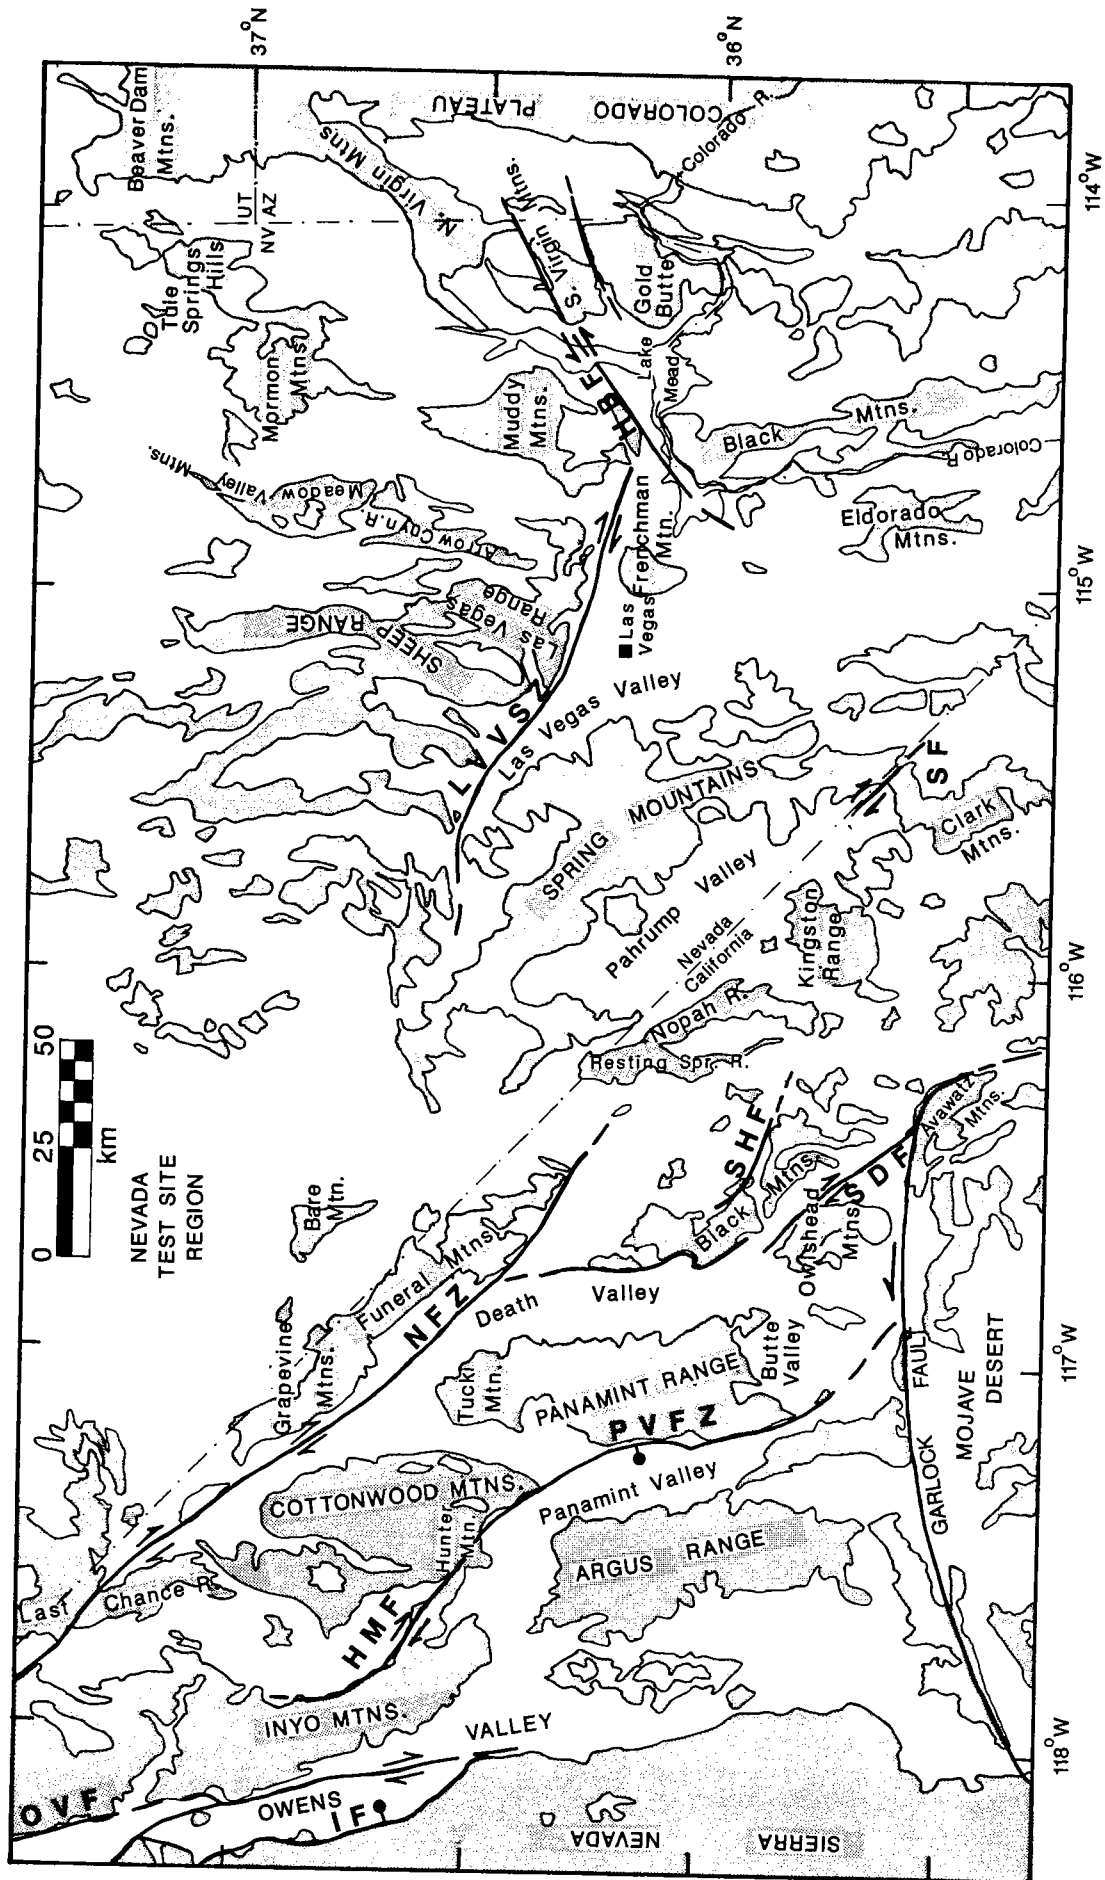 37°N
36°N
Beaver Dam
Mtns.
COLORADO
PLATEAU
Colorado R.
UT
NV
AZ
N. Virgin Mtns
114°W
Tule
Springs
Hills
S. Virgin Mtns.
Gold
Butte
Mormon
Mtns.
Muddy
Mtns.
HBF
Lake
Mead
Black Mtns.
Colorado R.
Meadow Valley Mtns.
Arrow Cayn. R.
Frenchman
Mtn.
Eldorado
Mtns.
115°W
SHEEP RANGE
Las Vegas
Range
Las
Vegas
LAVSZ
Las Vegas Valley
SPRING MOUNTAINS
SF
Clark
Mtns.
Pahrump Valley
Nevada
California
Kingston
Range
116°W
Nopah R.
Resting Spr. R.
0 25 50
km
NEVADA
TEST SITE
REGION
Bare
Mtn.
SHF
Avawatz
Mtns.
Black Mtns.
SDF
Owlshead
Mtns.
Funeral Mtns.
NFZ
Death Valley
Grapevine
Mtns.
Tucki
Mtn.
PANAMINT RANGE
Butte
Valley
117°W
PVFZ
Panamint Valley
GARLOCK FAULT
MOJAVE
DESERT
COTTONWOOD MTNS.
Hunter
Mtn.
ARGUS RANGE
Last Chance R.
HMF
INYO MTNS.
OWENS VALLEY
OVF
IF
SIERRA
NEVADA
118°W